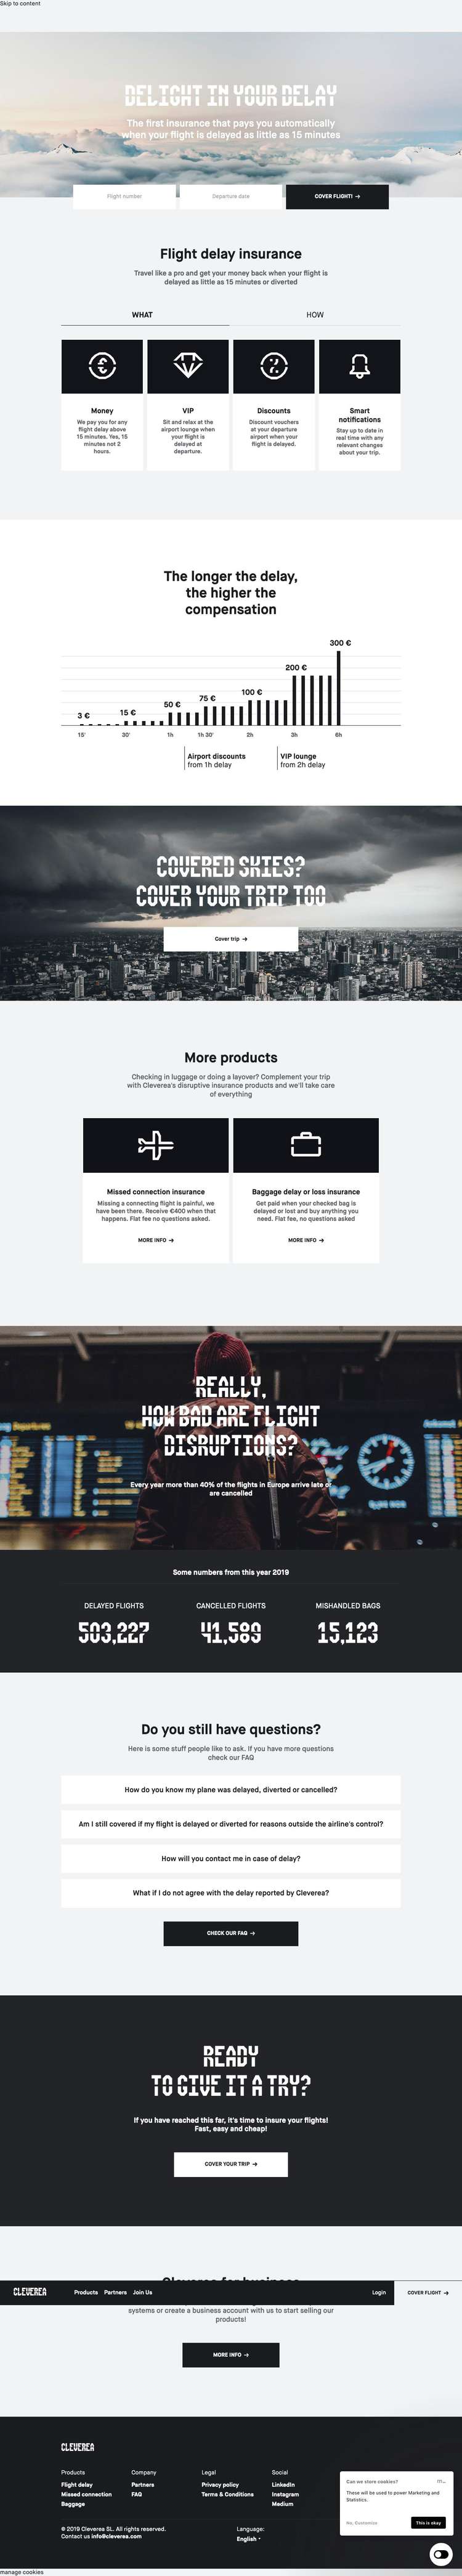 Skip to content
DELIGHT IN YOUR DELAY
The first insurance that pays you automatically
when your flight is delayed as little as 15 minutes
Flight number
Departure date
COVER FLIGHT! →
Flight delay insurance
Travel like a pro and get your money back when your flight is
delayed as little as 15 minutes or diverted
WHAT
HOW
Money
We pay you for any
flight delay above
15 minutes. Yes, 15
minutes not 2
hours.
VIP
Sit and relax at the
airport lounge when
your flight is
delayed at
departure.
Discounts
Discount vouchers
at your departure
airport when your
flight is delayed.
Smart
notifications
Stay up to date in
real time with any
relevant changes
about your trip.
The longer the delay,
the higher the
compensation
3 €
15 €
50 €
75 €
100 €
200 €
300 €
15'
30'
1h
1h 30'
2h
3h
6h
Airport discounts
from 1h delay
VIP lounge
from 2h delay
COVERED SKIES?
COVER YOUR TRIP TOO
Cover trip →
More products
Checking in luggage or doing a layover? Complement your trip
with Cleverea's disruptive insurance products and we'll take care
of everything
Missed connection insurance
Missing a connecting flight is painful, we
have been there. Receive €400 when that
happens. Flat fee no questions asked.
MORE INFO →
Baggage delay or loss insurance
Get paid when your checked bag is
delayed or lost and buy anything you
need. Flat fee, no questions asked
MORE INFO →
REALLY,
HOW BAD ARE FLIGHT
DISRUPTIONS?
Every year more than 40% of the flights in Europe arrive late or
are cancelled
Some numbers from this year 2019
DELAYED FLIGHTS
503,227
CANCELLED FLIGHTS
41,589
MISHANDLED BAGS
15,123
Do you still have questions?
Here is some stuff people like to ask. If you have more questions
check our FAQ
How do you know my plane was delayed, diverted or cancelled?
Am I still covered if my flight is delayed or diverted for reasons outside the airline's control?
How will you contact me in case of delay?
What if I do not agree with the delay reported by Cleverea?
CHECK OUR FAQ →
READY
TO GIVE IT A TRY?
If you have reached this far, it's time to insure your flights!
Fast, easy and cheap!
COVER YOUR TRIP →
Cleverea for business
CLEVEREA
Products
Partners
Join Us
Login
COVER FLIGHT →
systems or create a business account with us to start selling our
products!
MORE INFO →
CLEVEREA
Products
Flight delay
Missed connection
Baggage
Company
Partners
FAQ
Legal
Privacy policy
Terms & Conditions
Social
LinkedIn
Instagram
Medium
© 2019 Cleverea SL. All rights reserved.
Contact us info@cleverea.com
Language:
English
Can we store cookies?
These will be used to power Marketing and
Statistics.
No, Customise
This is okay
manage cookies